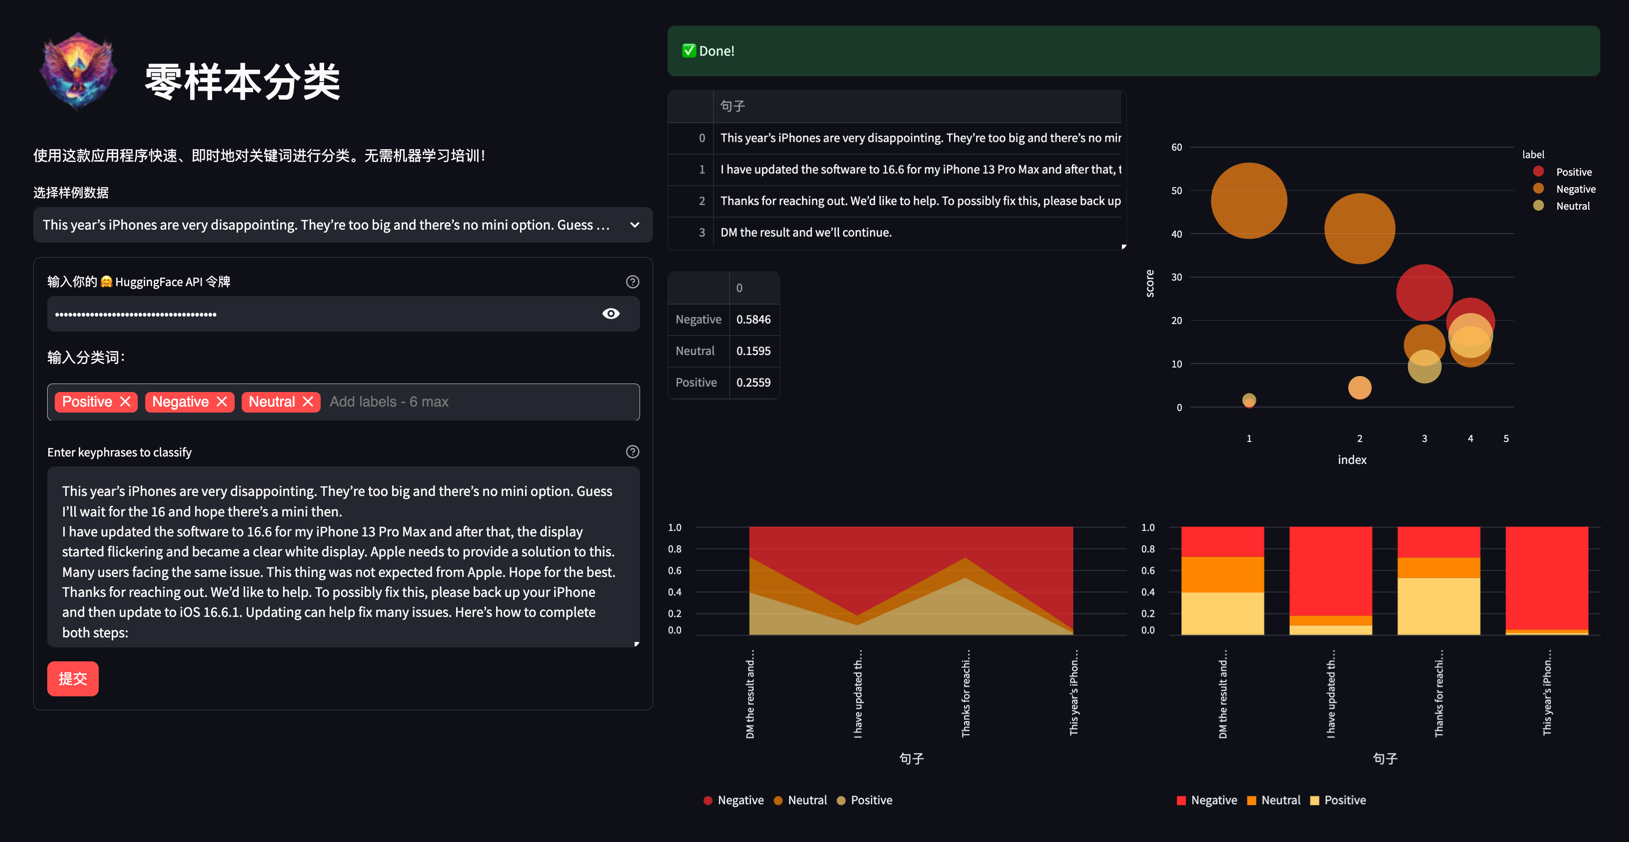 零样本分类
使用这款应用程序快速、即时地对关键词进行分类。无需机器学习培训!
选择样例数据
This year’s iPhones are very disappointing. They’re too big and there’s no mini option. Guess ...
输入你的 🤗 HuggingFace API 令牌
••••••••••••••••••••••••••••••••••••••
输入分类词:
Positive × Negative × Neutral × Add labels - 6 max
Enter keyphrases to classify
This year’s iPhones are very disappointing. They’re too big and there’s no mini option. Guess
I’ll wait for the 16 and hope there’s a mini then.
I have updated the software to 16.6 for my iPhone 13 Pro Max and after that, the display
started flickering and became a clear white display. Apple needs to provide a solution to this.
Many users facing the same issue. This thing was not expected from Apple. Hope for the best.
Thanks for reaching out. We’d like to help. To possibly fix this, please back up your iPhone
and then update to iOS 16.6.1. Updating can help fix many issues. Here’s how to complete
both steps:
提交
✅ Done!
句子
0 This year’s iPhones are very disappointing. They’re too big and there’s no mir
1 I have updated the software to 16.6 for my iPhone 13 Pro Max and after that, t
2 Thanks for reaching out. We’d like to help. To possibly fix this, please back up
3 DM the result and we’ll continue.
0
Negative 0.5846
Neutral 0.1595
Positive 0.2559
60
50
40
30
20
10
0
score
1 2 3 4 5
index
label
Positive
Negative
Neutral
1.0
0.8
0.6
0.4
0.2
0.0
DM the result and…
I have updated th…
Thanks for reachi…
This year’s iPhon…
句子
Negative Neutral Positive
1.0
0.8
0.6
0.4
0.2
0.0
DM the result and…
I have updated th…
Thanks for reachi…
This year’s iPhon…
句子
Negative Neutral Positive